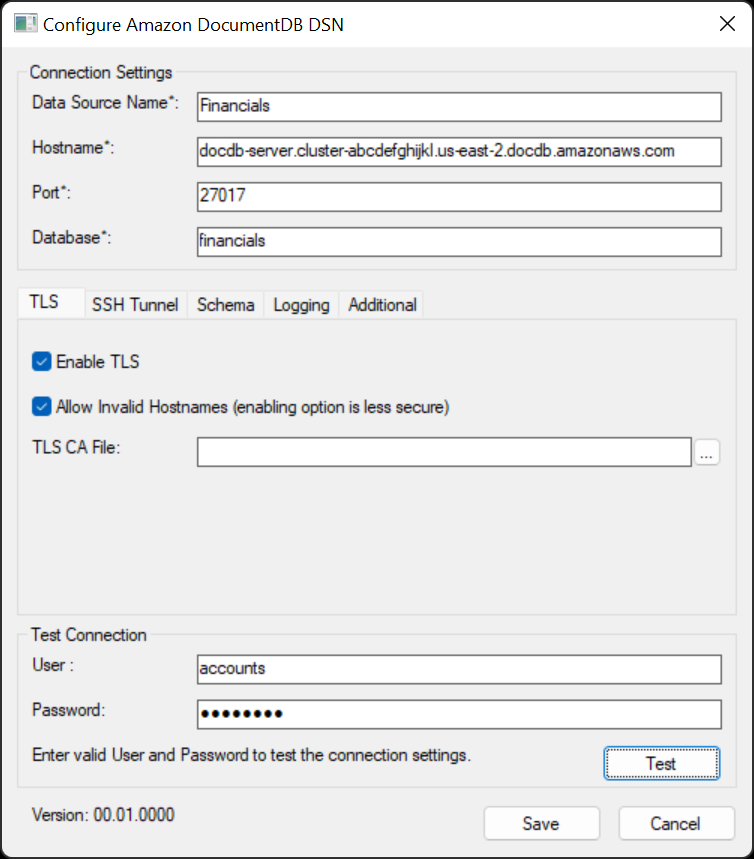 Configure Amazon DocumentDB DSN
Connection Settings
Data Source Name*: Financials
Hostname*: docdb-server.cluster-abcdefghijkl.us-east-2.docdb.amazonaws.com
Port*: 27017
Database*: financials
TLS SSH Tunnel Schema Logging Additional
Enable TLS
Allow Invalid Hostnames (enabling option is less secure)
TLS CA File: ...
Test Connection
User : accounts
Password: ●●●●●●●●
Enter valid User and Password to test the connection settings. Test
Version: 00.01.0000 Save Cancel